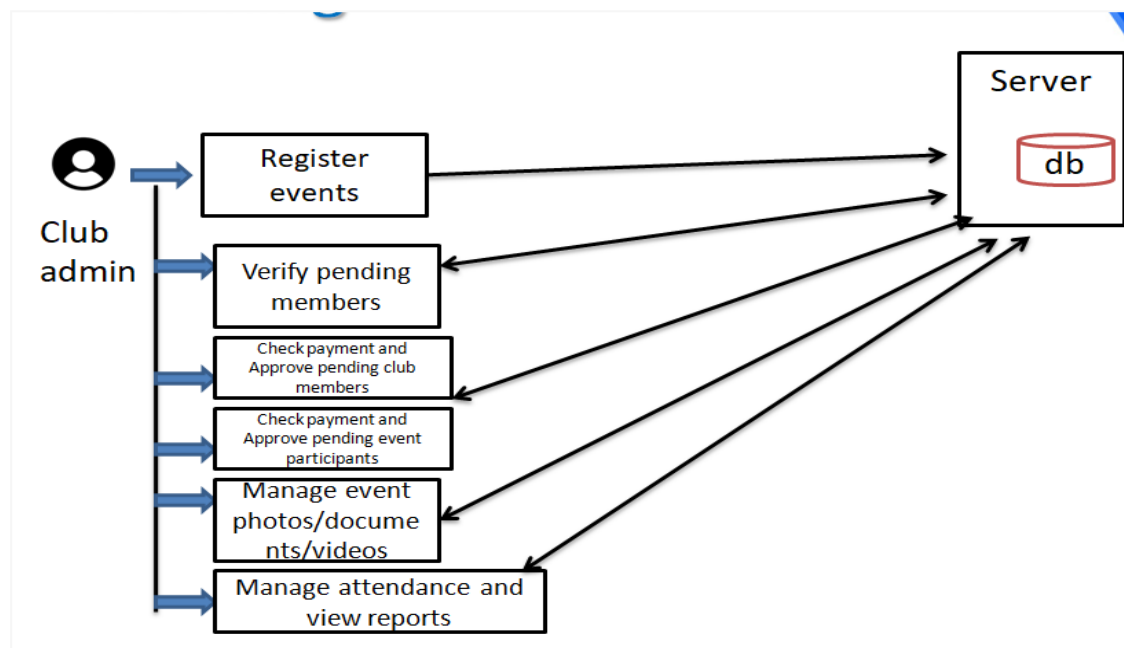 Server
db
Club
admin
Register
events
Verify pending
members
Check payment and
Approve pending club
members
Check payment and
Approve pending event
participants
Manage event
photos/docume
nts/videos
Manage attendance and
view reports